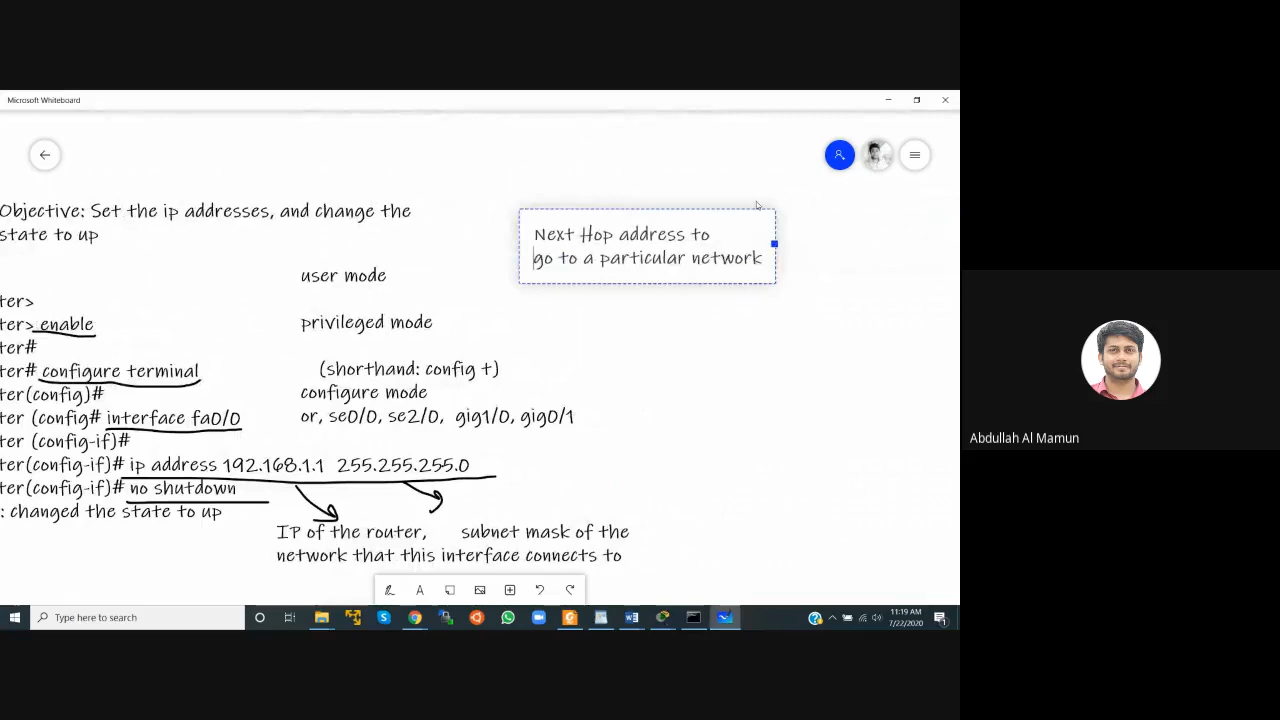 Microsoft Whiteboard
Objective: Set the ip addresses, and change the
state to up
Next Hop address to
go to a particular network
user mode
ter>
ter> enable
privileged mode
ter#
ter# configure terminal
(shorthand: config t)
ter(config)#
configure mode
ter (config# interface fa0/0
or, se0/0, se2/0, gig1/0, gig0/1
ter (config-if)#
ter(config-if)# ip address 192.168.1.1 255.255.255.0
ter(config-if)# no shutdown
: changed the state to up
IP of the router, subnet mask of the
network that this interface connects to
Type here to search
11:19 AM
7/22/2020
Abdullah Al Mamun